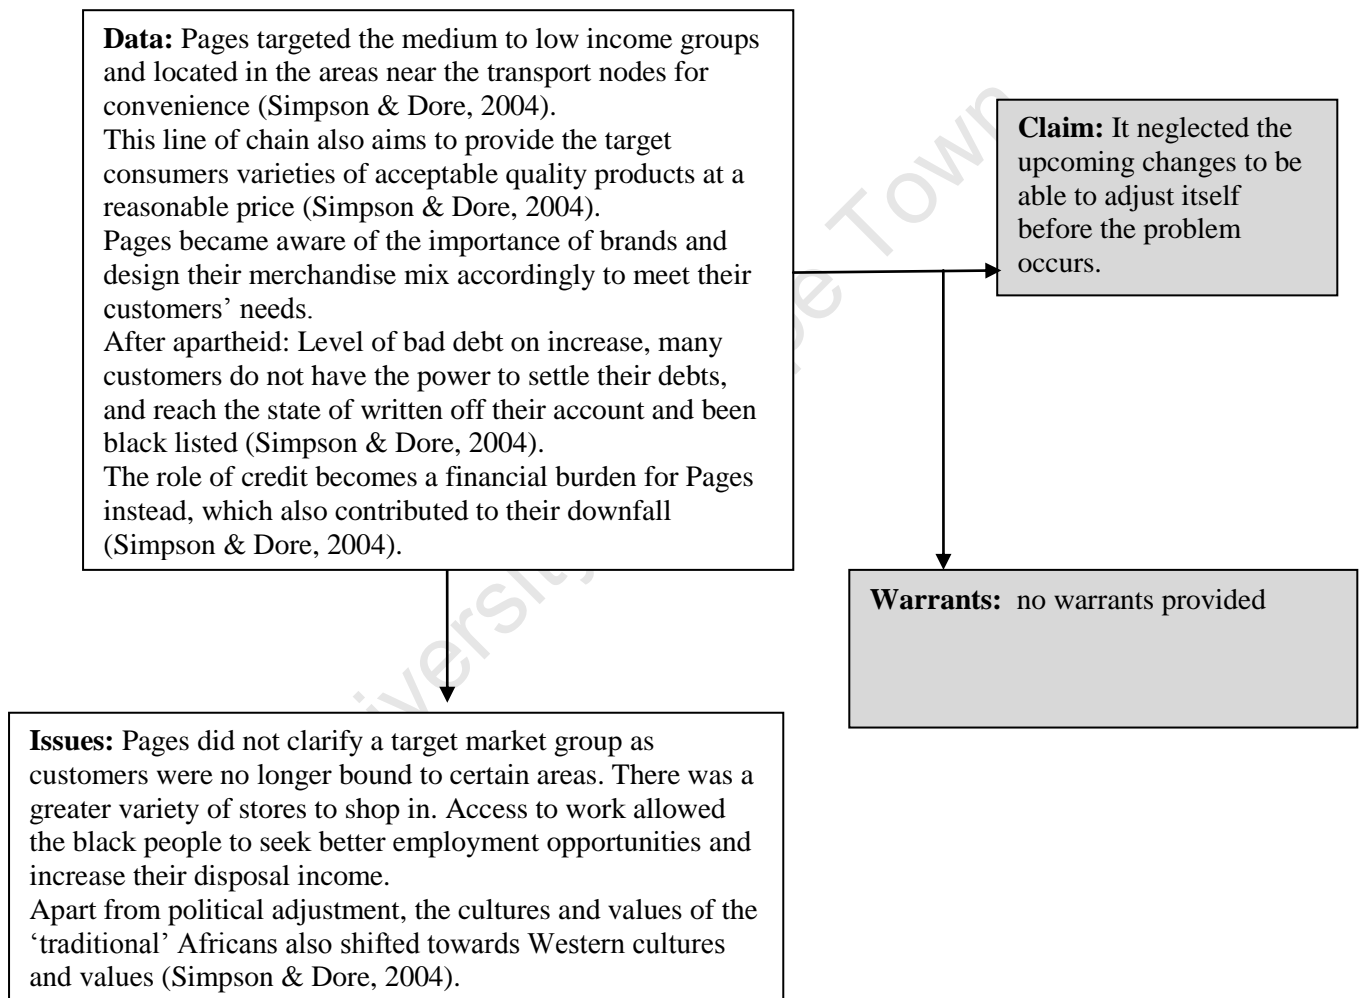 Data: Pages targeted the medium to low income groups
and located in the areas near the transport nodes for
convenience (Simpson & Dore, 2004).
This line of chain also aims to provide the target
consumers varieties of acceptable quality products at a
reasonable price (Simpson & Dore, 2004).
Pages became aware of the importance of brands and
design their merchandise mix accordingly to meet their
customers’ needs.
After apartheid: Level of bad debt on increase, many
customers do not have the power to settle their debts,
and reach the state of written off their account and been
black listed (Simpson & Dore, 2004).
The role of credit becomes a financial burden for Pages
instead, which also contributed to their downfall
(Simpson & Dore, 2004).
Claim: It neglected the
upcoming changes to be
able to adjust itself
before the problem
occurs.
Warrants: no warrants provided
Issues: Pages did not clarify a target market group as
customers were no longer bound to certain areas. There was a
greater variety of stores to shop in. Access to work allowed
the black people to seek better employment opportunities and
increase their disposal income.
Apart from political adjustment, the cultures and values of the
‘traditional’ Africans also shifted towards Western cultures
and values (Simpson & Dore, 2004).